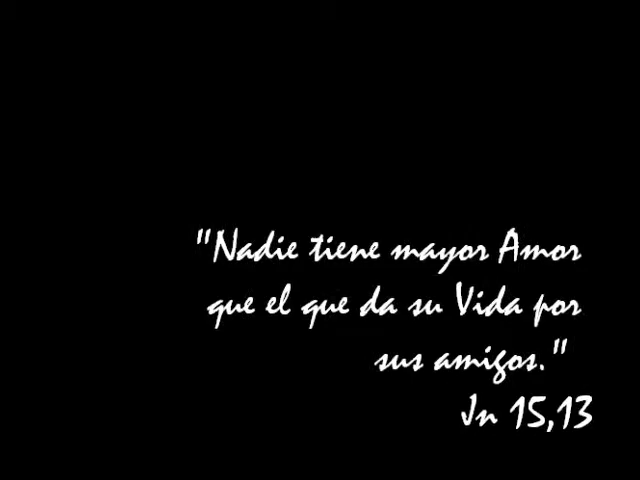 "Nadie tiene mayor Amor
que el que da su Vida por
sus amigos."
Jn 15,13